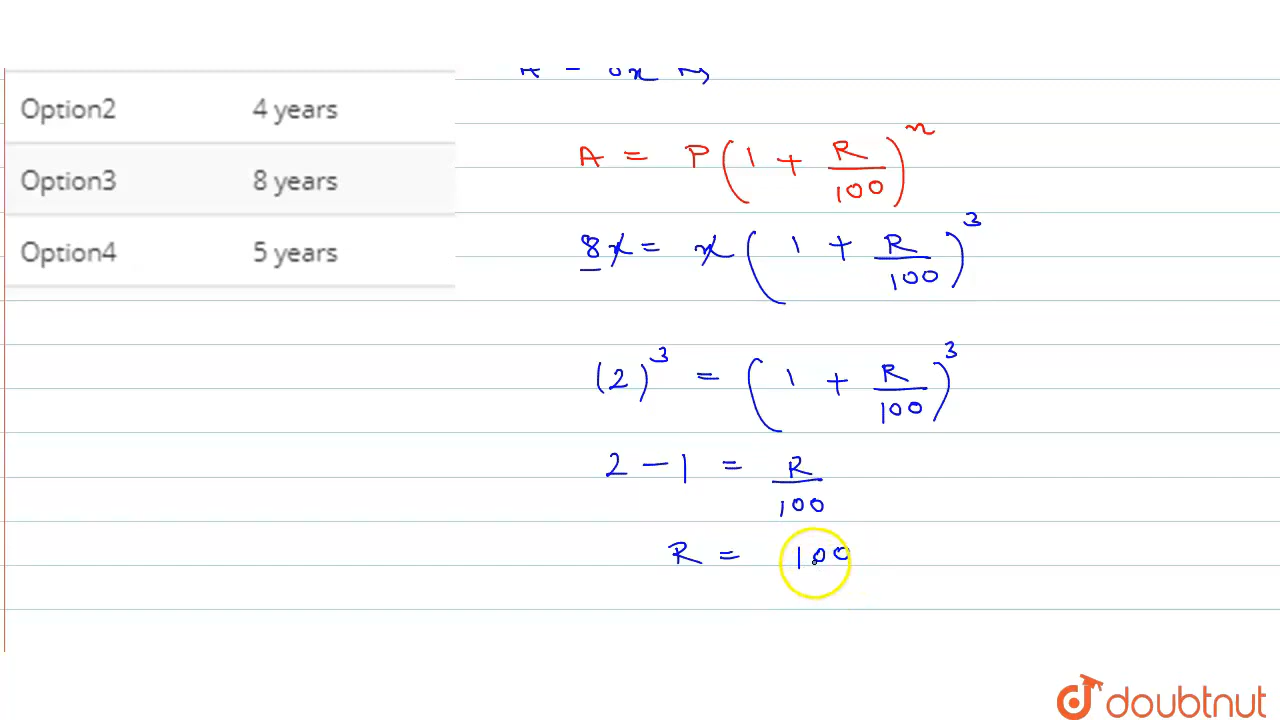 Option2 4 years
Option3 8 years
Option4 5 years
A = P(1 + R/100)^n
8x = x(1 + R/100)^3
(2)^3 = (1 + R/100)^3
2 - 1 = R/100
R = 100
doubtnut